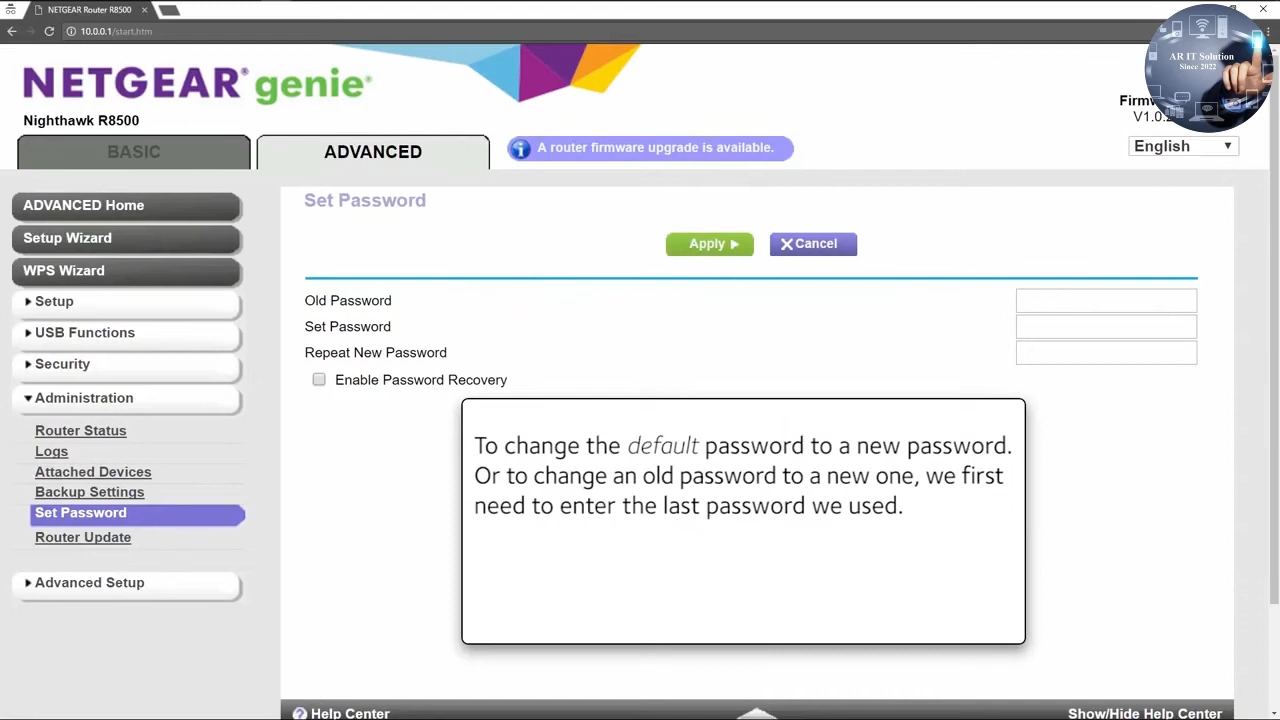 NETGEAR Router R8500
10.0.0.1/start.htm
NETGEAR® genie®
AR IT Solution
Since 2022
Nighthawk R8500
BASIC
ADVANCED
A router firmware upgrade is available.
English
ADVANCED Home
Setup Wizard
WPS Wizard
Setup
USB Functions
Security
Administration
Router Status
Logs
Attached Devices
Backup Settings
Set Password
Router Update
Advanced Setup
Set Password
Apply
Cancel
Old Password
Set Password
Repeat New Password
Enable Password Recovery
To change the default password to a new password.
Or to change an old password to a new one, we first
need to enter the last password we used.
Help Center
Show/Hide Help Center